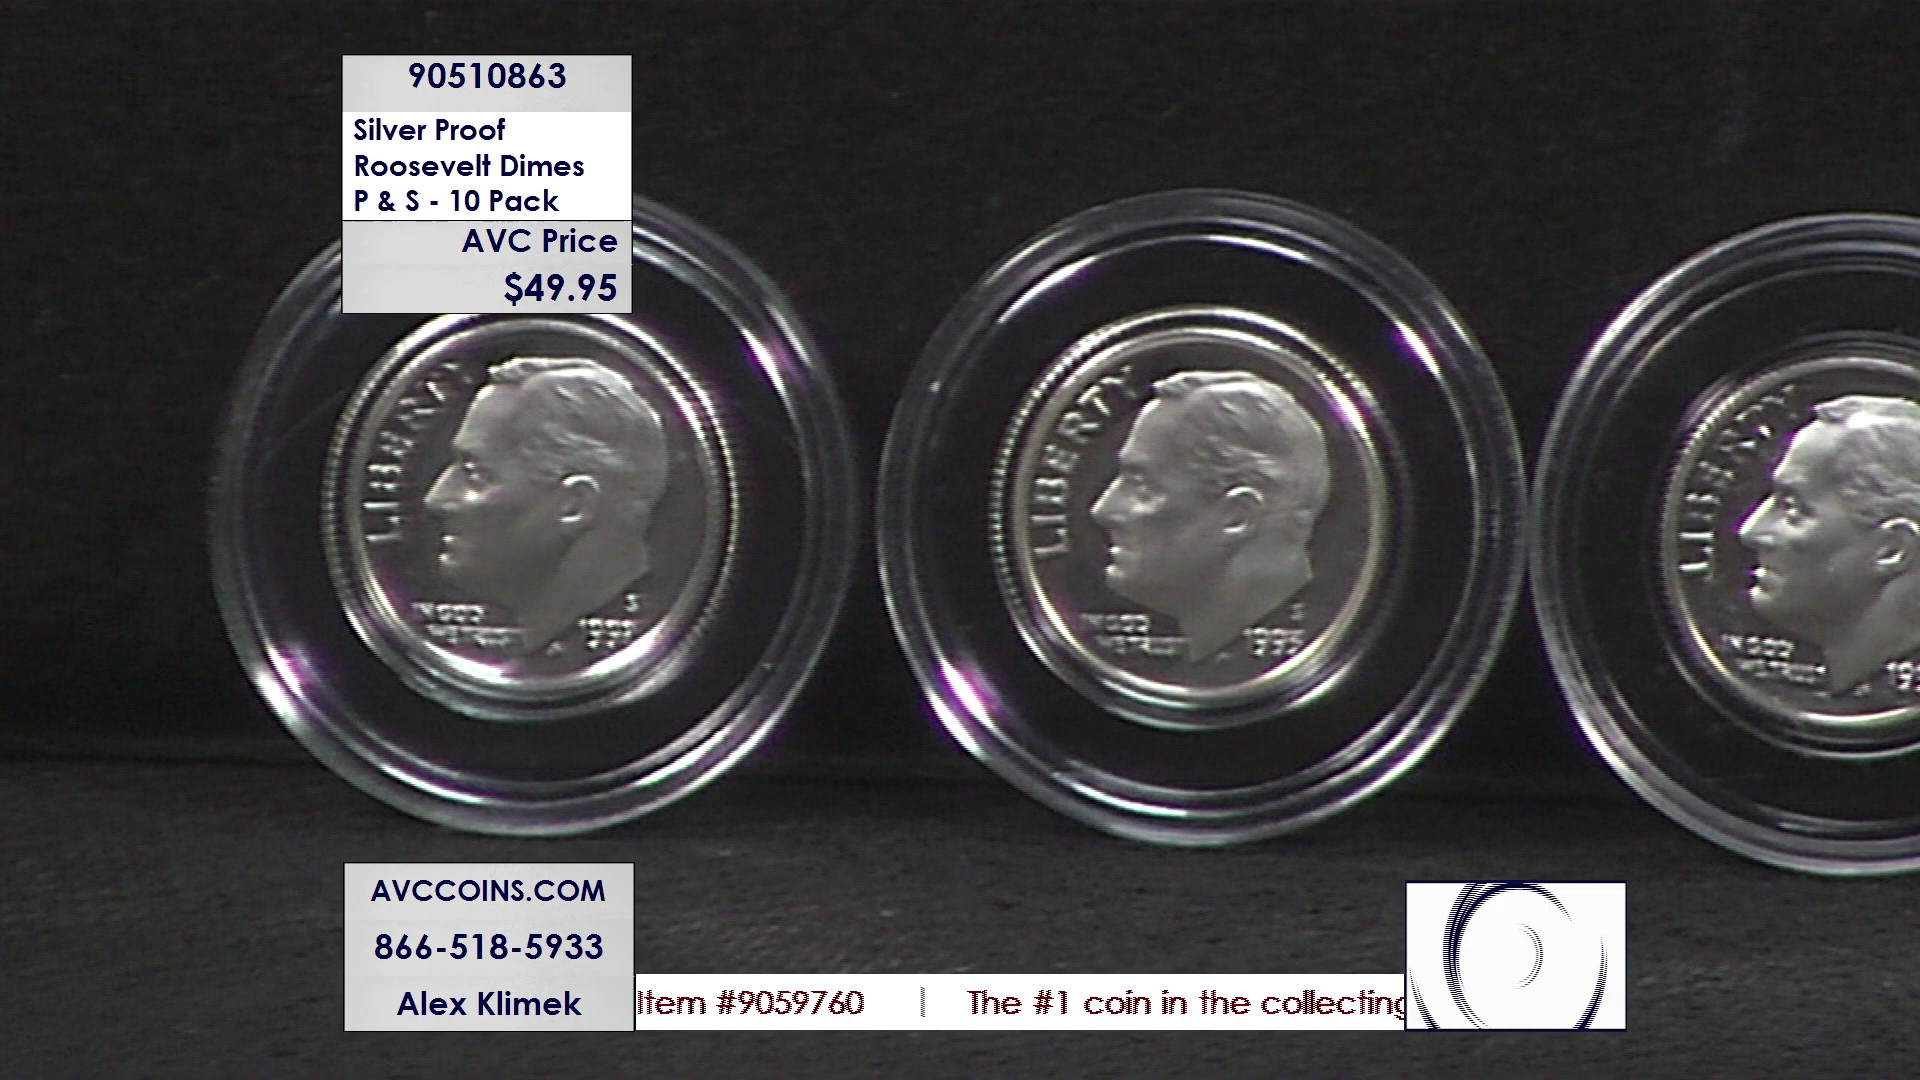 90510863
Silver Proof
Roosevelt Dimes
P & S - 10 Pack
AVC Price
$49.95
LIBERTY
IN GOD
WE TRUST
S
LIBERTY
IN GOD
WE TRUST
S
LIBERTY
IN GOD
WE TRUST
AVCCOINS.COM
866-518-5933
Alex Klimek
Item #9059760 | The #1 coin in the collecting